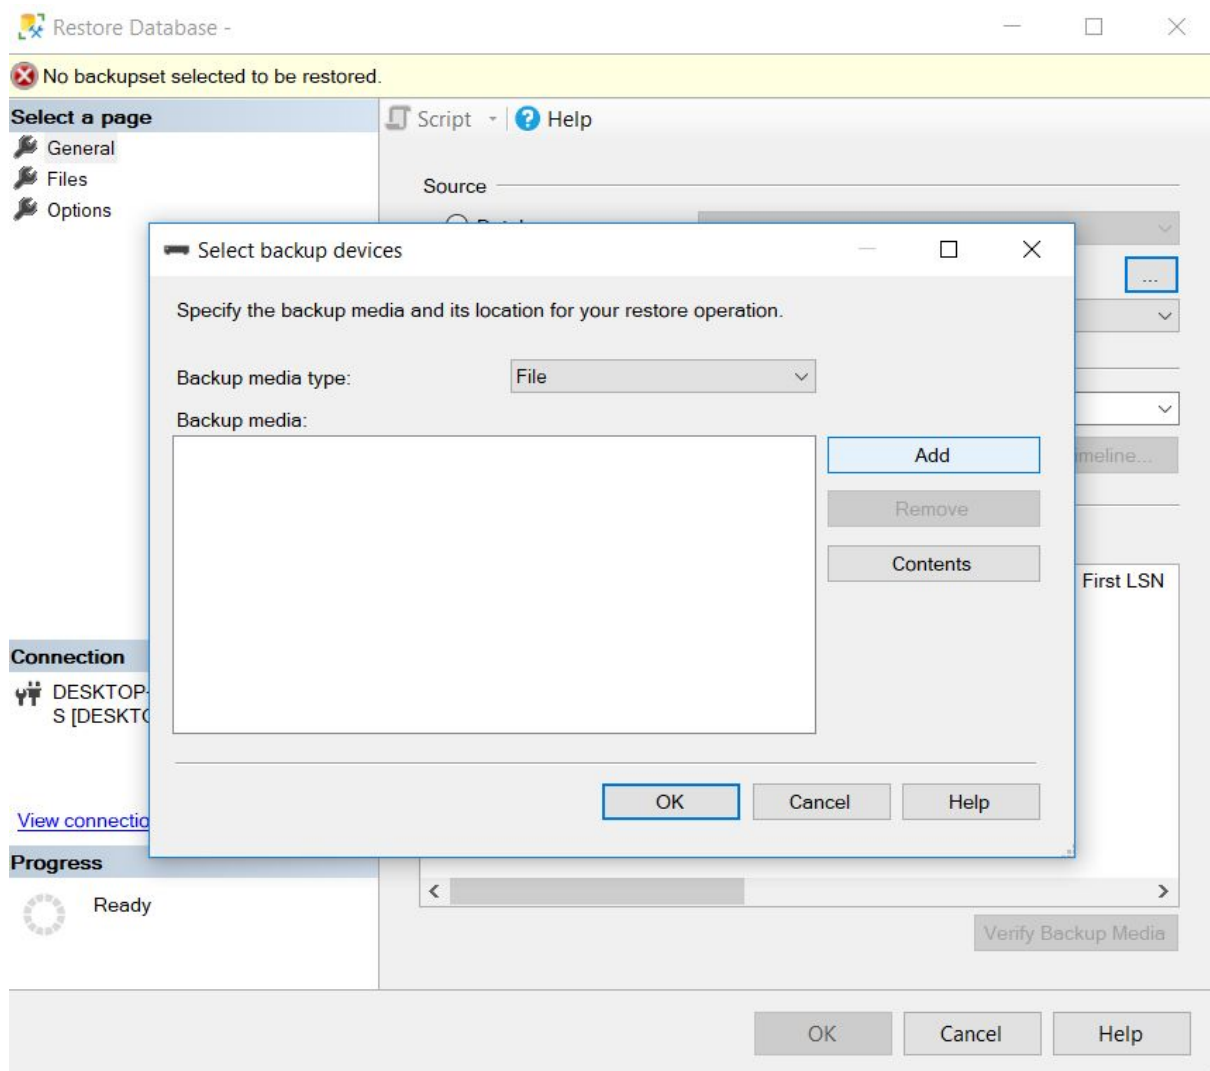 Restore Database -
No backupset selected to be restored.
Select a page
General
Files
Options
Script
Help
Source
Select backup devices
Specify the backup media and its location for your restore operation.
Backup media type:
File
Backup media:
Add
Remove
Contents
OK
Cancel
Help
...
First LSN
Connection
DESKTOP-
S [DESKTO
View connectio
Progress
Ready
Verify Backup Media
OK
Cancel
Help